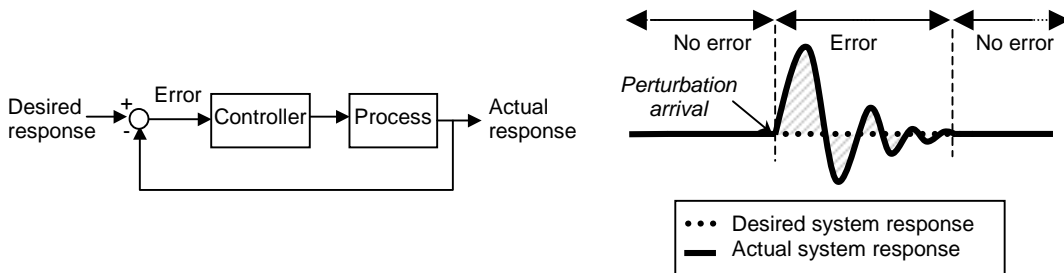 Desired
response
+
-
Error
Controller
Process
Actual
response
No error
Error
No error
Perturbation
arrival
Desired system response
Actual system response